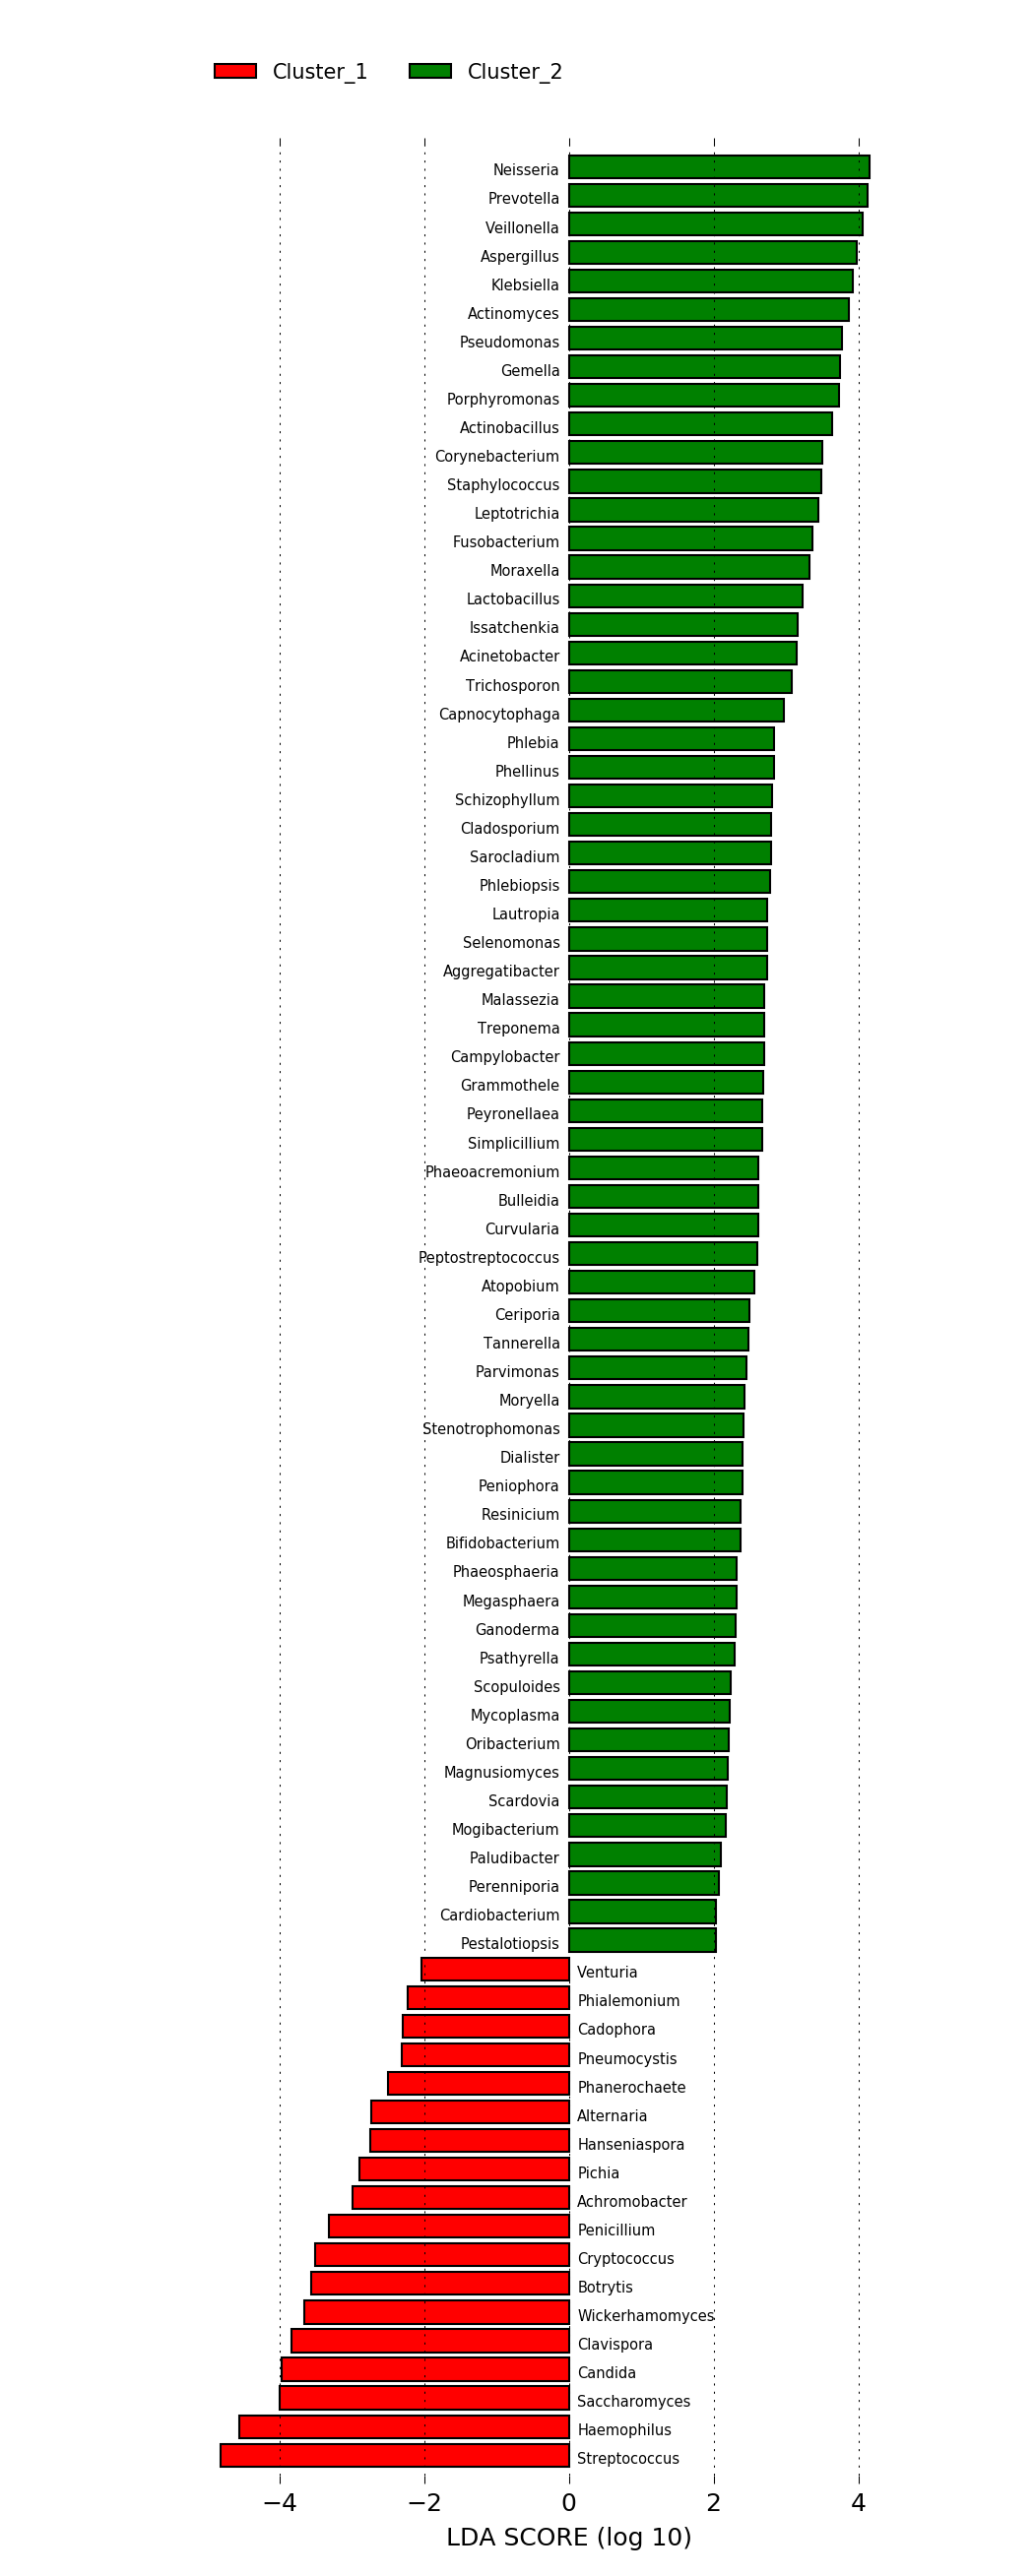 Cluster_1 Cluster_2
Neisseria
Prevotella
Veillonella
Aspergillus
Klebsiella
Actinomyces
Pseudomonas
Gemella
Porphyromonas
Actinobacillus
Corynebacterium
Staphylococcus
Leptotrichia
Fusobacterium
Moraxella
Lactobacillus
Issatchenkia
Acinetobacter
Trichosporon
Capnocytophaga
Phlebia
Phellinus
Schizophyllum
Cladosporium
Sarocladium
Phlebiopsis
Lautropia
Selenomonas
Aggregatibacter
Malassezia
Treponema
Campylobacter
Grammothele
Peyronellaea
Simplicillium
Phaeoacremonium
Bulleidia
Curvularia
Peptostreptococcus
Atopobium
Ceriporia
Tannerella
Parvimonas
Moryella
Stenotrophomonas
Dialister
Peniophora
Resinicium
Bifidobacterium
Phaeosphaeria
Megasphaera
Ganoderma
Psathyrella
Scopuloides
Mycoplasma
Oribacterium
Magnusiomyces
Scardovia
Mogibacterium
Paludibacter
Perenniporia
Cardiobacterium
Pestalotiopsis
Venturia
Phialemonium
Cadophora
Pneumocystis
Phanerochaete
Alternaria
Hanseniaspora
Pichia
Achromobacter
Penicillium
Cryptococcus
Botrytis
Wickerhamomyces
Clavispora
Candida
Saccharomyces
Haemophilus
Streptococcus
−4 −2 0 2 4
LDA SCORE (log 10)